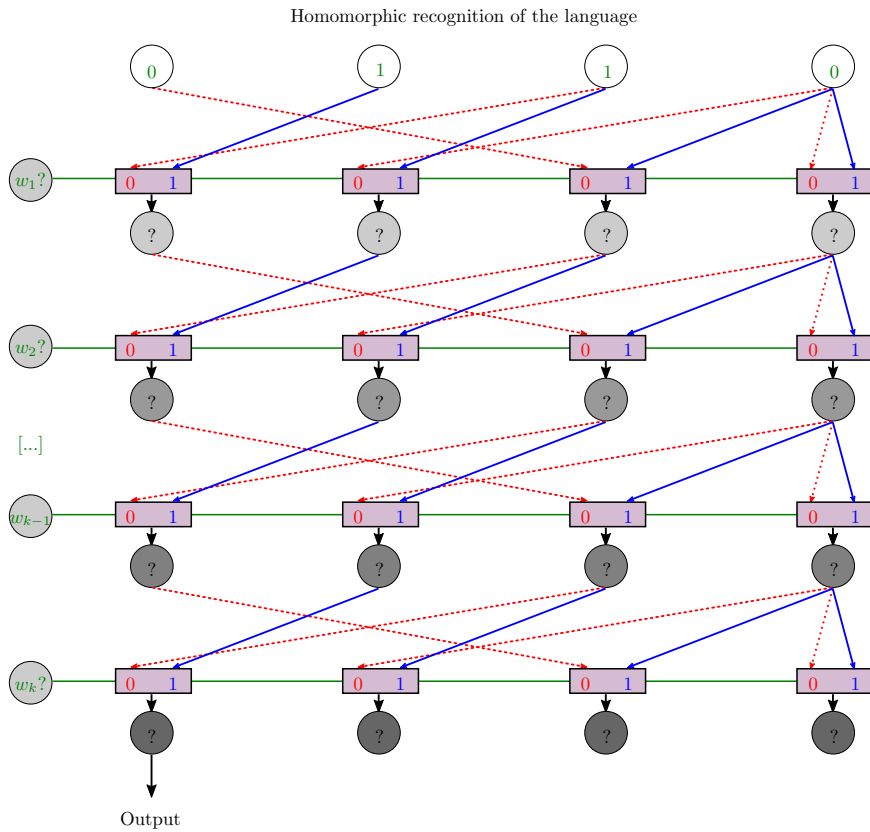 Homomorphic recognition of the language
0 1 1 0
w₁? 0 1 0 1 0 1 0 1
? ? ? ?
w₂? 0 1 0 1 0 1 0 1
? ? ? ?
[...]
wₖ₋₁ 0 1 0 1 0 1 0 1
? ? ? ?
wₖ? 0 1 0 1 0 1 0 1
? ? ? ?
Output